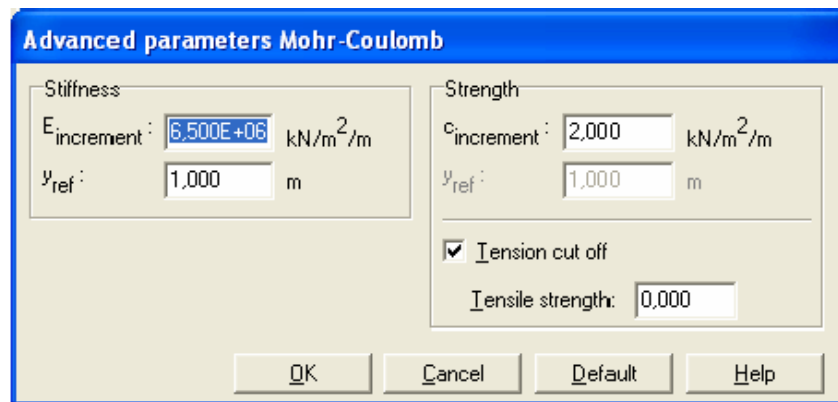 Advanced parameters Mohr-Coulomb
Stiffness
Eincrement : 6,500E+06 kN/m2/m
yref : 1,000 m
Strength
cincrement : 2,000 kN/m2/m
yref : 1,000 m
Tension cut off
Tensile strength: 0,000
OK Cancel Default Help